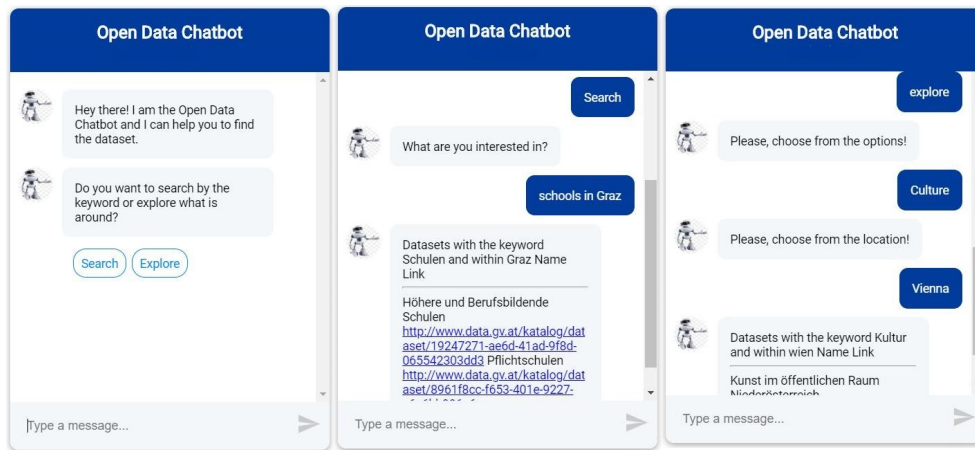 Open Data Chatbot
Hey there! I am the Open Data
Chatbot and I can help you to find
the dataset.
Do you want to search by the
keyword or explore what is
around?
Search
Explore
Type a message...
Open Data Chatbot
Search
What are you interested in?
schools in Graz
Datasets with the keyword
Schulen and within Graz Name
Link
Höhere und Berufsbildende
Schulen
http://www.data.gv.at/katalog/dat
aset/19247271-ae6d-41ad-9f8d-
065542303dd3 Pflichtschulen
http://www.data.gv.at/katalog/dat
aset/8961f8cc-f653-401e-9227-
Type a message...
Open Data Chatbot
explore
Please, choose from the options!
Culture
Please, choose from the location!
Vienna
Datasets with the keyword Kultur
and within wien Name Link
Kunst im öffentlichen Raum
Niederösterreich
Type a message...